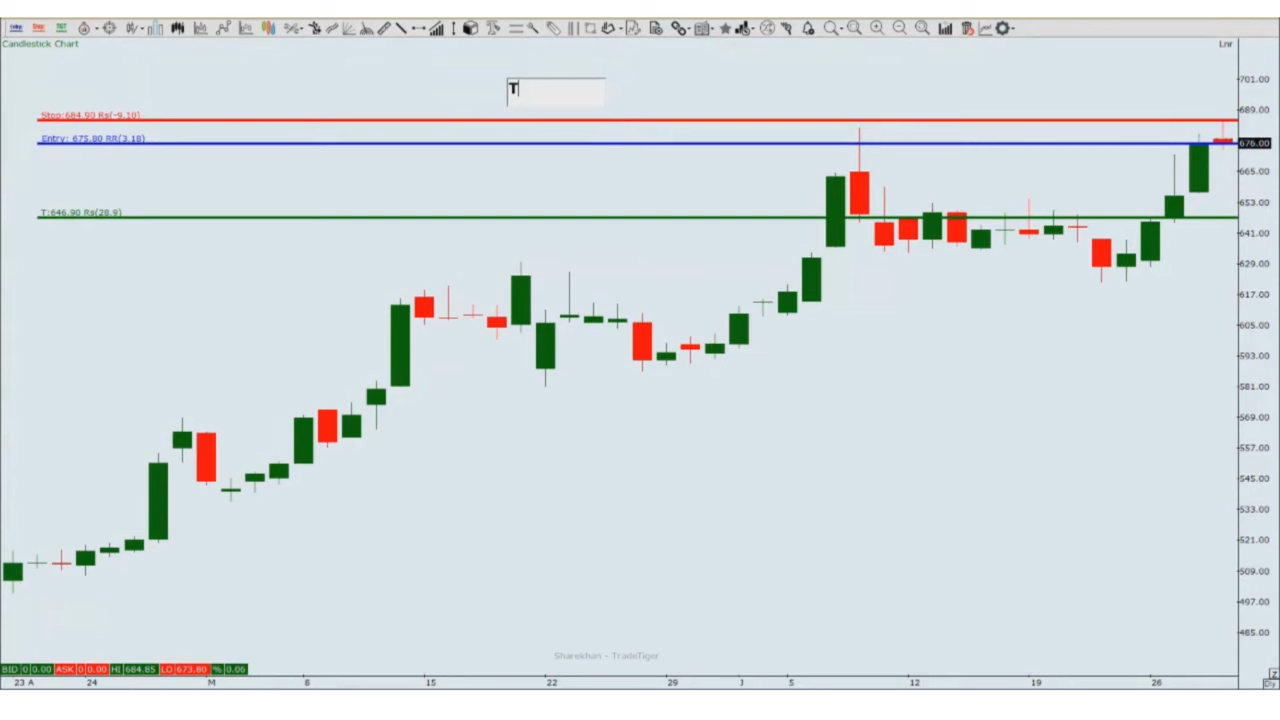 Candlestick Chart
Lnr
T
701.00
Stop:684.90 Rs(-9.10)
689.00
Entry: 675.80 RR(3.18)
676.00
665.00
653.00
T:646.90 Rs(28.9)
641.00
629.00
617.00
605.00
593.00
581.00
569.00
557.00
545.00
533.00
521.00
509.00
497.00
485.00
Sharekhan - TradeTiger
BID 0 0.00 ASK 0 0.00 HI 684.85 LO 673.80 % 0.06
23 A 24 M 8 15 22 29 J 5 12 19 26 Dly